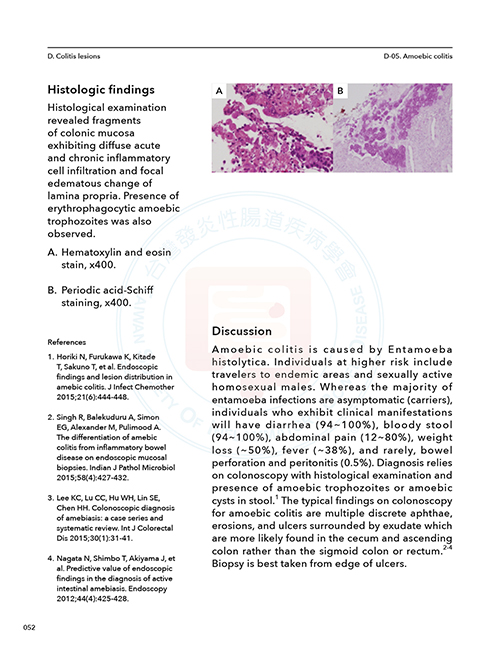 D. Colitis lesions
D-05. Amoebic colitis
Histologic findings
Histological examination
revealed fragments
of colonic mucosa
exhibiting diffuse acute
and chronic inflammatory
cell infiltration and focal
edematous change of
lamina propria. Presence of
erythrophagocytic amoebic
trophozoites was also
observed.
A. Hematoxylin and eosin
stain, x400.
B. Periodic acid-Schiff
staining, x400.
A
B
References
1. Horiki N, Furukawa K, Kitade
T, Sakuno T, et al. Endoscopic
findings and lesion distribution in
amebic colitis. J Infect Chemother
2015;21(6):444-448.
2. Singh R, Balekuduru A, Simon
EG, Alexander M, Pulimood A.
The differentiation of amebic
colitis from inflammatory bowel
disease on endoscopic mucosal
biopsies. Indian J Pathol Microbiol
2015;58(4):427-432.
3. Lee KC, Lu CC, Hu WH, Lin SE,
Chen HH. Colonoscopic diagnosis
of amebiasis: a case series and
systematic review. Int J Colorectal
Dis 2015;30(1):31-41.
4. Nagata N, Shimbo T, Akiyama J, et
al. Predictive value of endoscopic
findings in the diagnosis of active
intestinal amebiasis. Endoscopy
2012;44(4):425-428.
Discussion
Amoebic colitis is caused by Entamoeba
histolytica. Individuals at higher risk include
travelers to endemic areas and sexually active
homosexual males. Whereas the majority of
entamoeba infections are asymptomatic (carriers),
individuals who exhibit clinical manifestations
will have diarrhea (94~100%), bloody stool
(94~100%), abdominal pain (12~80%), weight
loss (~50%), fever (~38%), and rarely, bowel
perforation and peritonitis (0.5%). Diagnosis relies
on colonoscopy with histological examination and
presence of amoebic trophozoites or amoebic
cysts in stool.1 The typical findings on colonoscopy
for amoebic colitis are multiple discrete aphthae,
erosions, and ulcers surrounded by exudate which
are more likely found in the cecum and ascending
colon rather than the sigmoid colon or rectum.2-4
Biopsy is best taken from edge of ulcers.
052